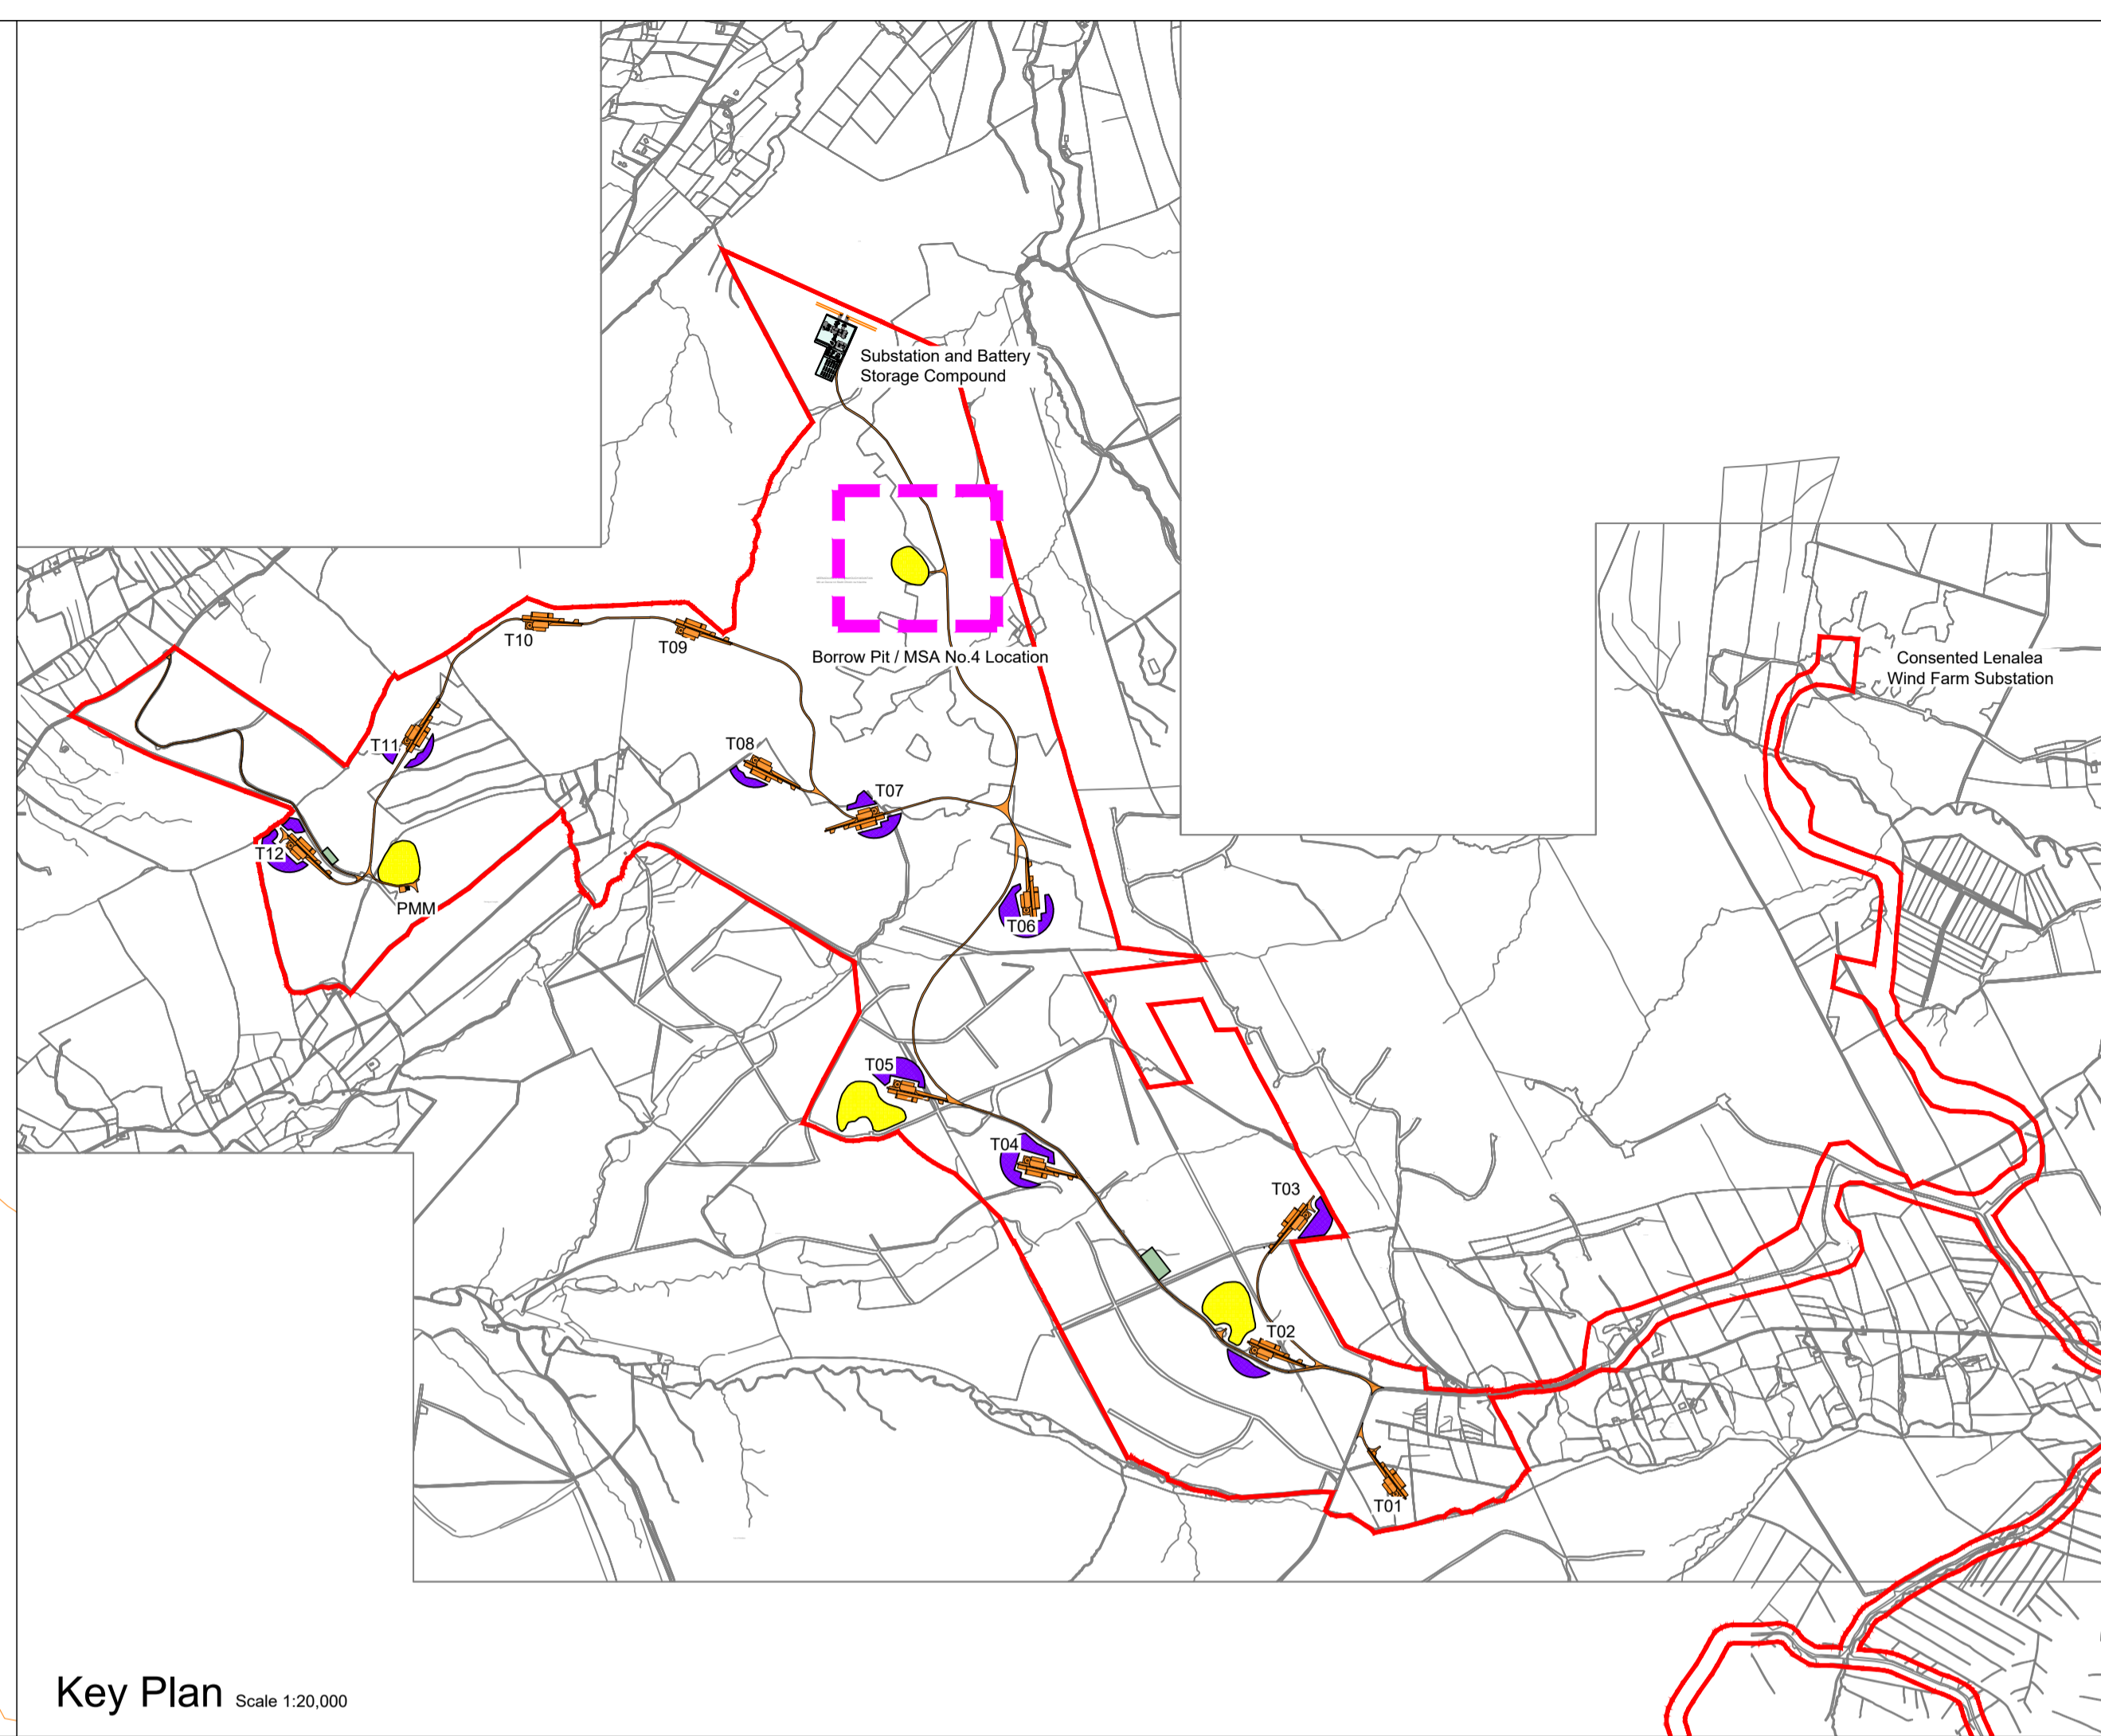 Substation and Battery
Storage Compound
Borrow Pit / MSA No.4 Location
T10
T09
Consented Lenalea
Wind Farm Substation
T11
T08
T07
T12
PMM
T06
T05
T04
T03
T02
T01
Key Plan Scale 1:20,000